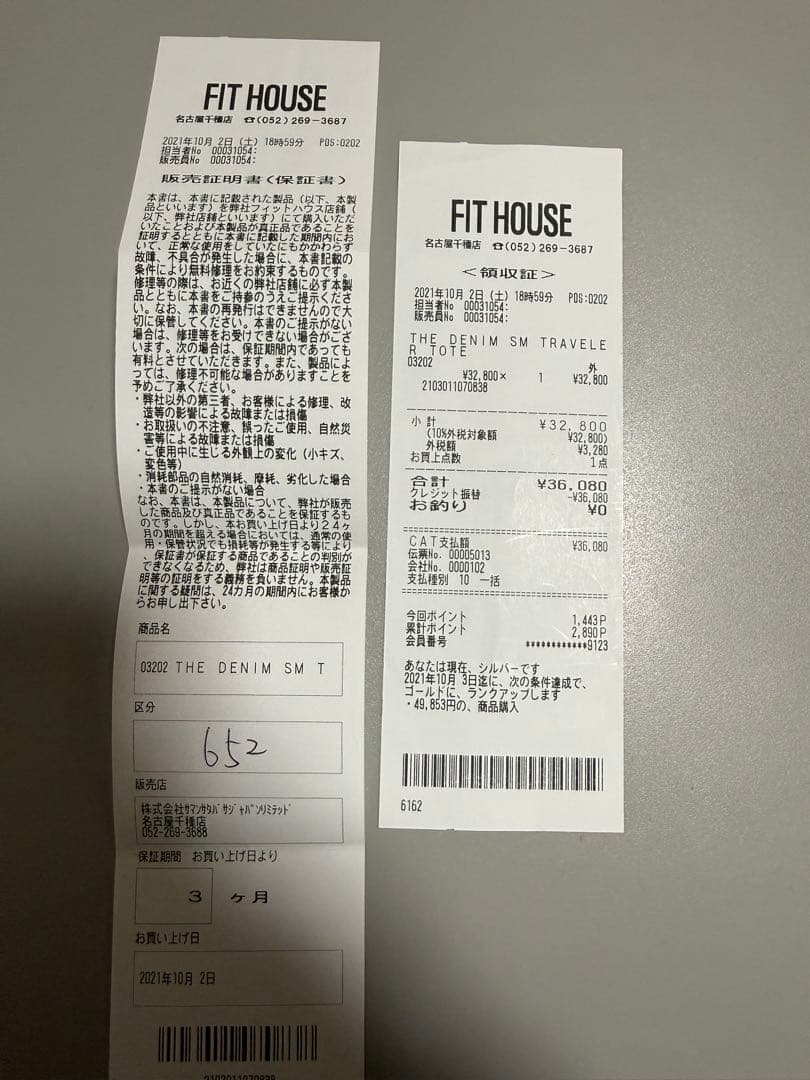 FIT HOUSE
名古屋千種店 ☎(052)269-3687
2021年10月 2日 (土) 18時59分 POS:0202
担当者No 00031054:
販売員No 00031054:
販売証明書(保証書)
本書は、本書に記載された製品(以下、本製
品といいます)を弊社フィットハウス店舗(
以下、弊社店舗といいます)にて購入いただ
いたことおよび本製品が真正品であることを
証明するとともに本書に記載した期間内にお
いて、正常な使用をしていたにもかかわらず
故障、不具合が発生した場合に、本書記載の
条件により無料修理をお約束するものです。
修理等の際は、お近くの弊社店舗に必ず本製
品とともに本書をご持参のうえご提示くださ
い。なお、本書の再発行はできませんので大
切に保管してください。本書のご提示がない
場合は、修理等をお受けできない場合がござ
います。次の場合は、保証期間内であっても
有料とさせていただきます。また、製品によ
っては、修理不可能な場合がありますことを
予めご了承ください。
・弊社以外の第三者、お客様による修理、改
造等の影響による故障または損傷
・お取扱いの不注意、誤ったご使用、自然災
害等による故障または損傷
・ご使用中に生じる外観上の変化(小キズ、
変色等)
・消耗部品の自然消耗、摩耗、劣化した場合
・本書のご提示がない場合
なお、本書は、本製品について、弊社が販売
した商品及び真正品であることを保証するも
のです。しかし、本お買い上げ日より24ヶ
月の期間を超える場合においては、通常の使
用・保管状況でも損耗等が発生する等により
、保証書が保証する商品であることの判別が
できなくなるため、弊社は商品証明や販売証
明等の証明をする義務を負いません。本製品
に関する疑問は、24カ月の期間内にお客様か
らお申し出下さい。
商品名
03202 THE DENIM SM T
区分
652
販売店
株式会社ｻﾏﾝｻﾀﾊﾞｻｼﾞｬﾊﾟﾝﾘﾐﾃｯﾄﾞ
名古屋千種店
052-269-3688
保証期間 お買い上げ日より
3 ヶ月
お買い上げ日
2021年10月 2日
2103011070838
FIT HOUSE
名古屋千種店 ☎(052)269-3687
＜領収証＞
2021年10月 2日(土)18時59分 POS:0202
担当者No 00031054:
販売員No 00031054:
THE DENIM SM TRAVELE
R TOTE
03202 外
¥32,800× 1 ¥32,800
2103011070838
小計 ¥32,800
(10%外税対象額 ¥32,800)
外税額 ¥3,280
お買上点数 1点
合計 ¥36,080
クレジット振替 -¥36,080
お釣り ¥0
CAT支払額 ¥36,080
伝票No. 00005013
会社No. 0000102
支払種別 10 一括
今回ポイント 1,443P
累計ポイント 2,890P
会員番号 ************9123
あなたは現在、シルバーです
2021年10月 3日迄に、次の条件達成で、
ゴールドに、ランクアップします
・49,853円の、商品購入
6162